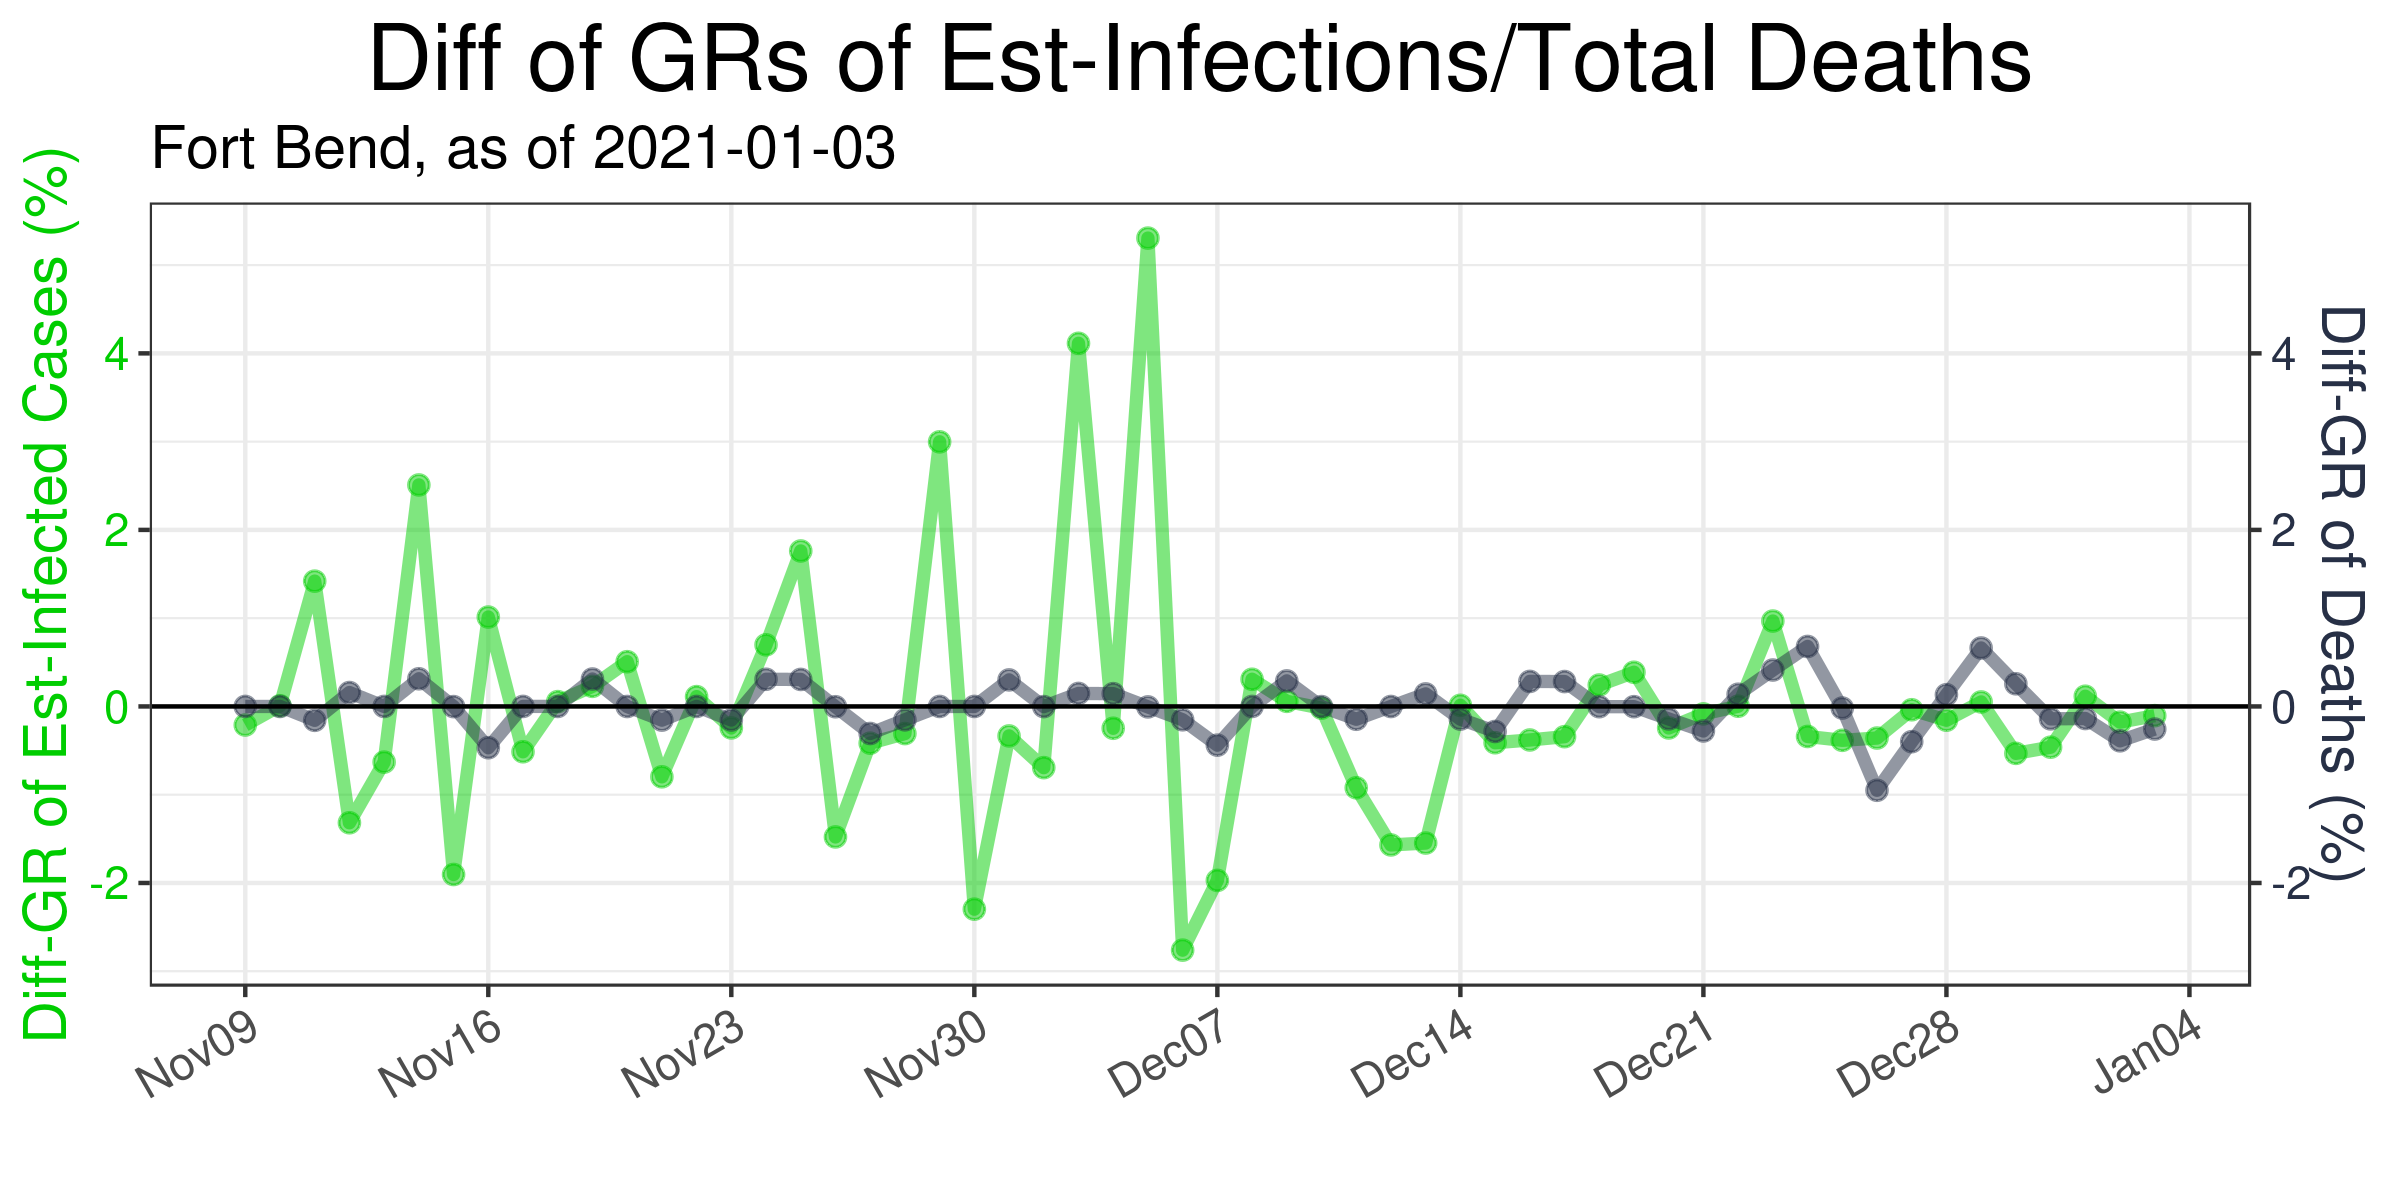 Diff of GRs of Est-Infections/Total Deaths
Fort Bend, as of 2021-01-03
Diff-GR of Est-Infected Cases (%)
4
2
0
-2
4
2
0
-2
Diff-GR of Deaths (%)
Nov09
Nov16
Nov23
Nov30
Dec07
Dec14
Dec21
Dec28
Jan04